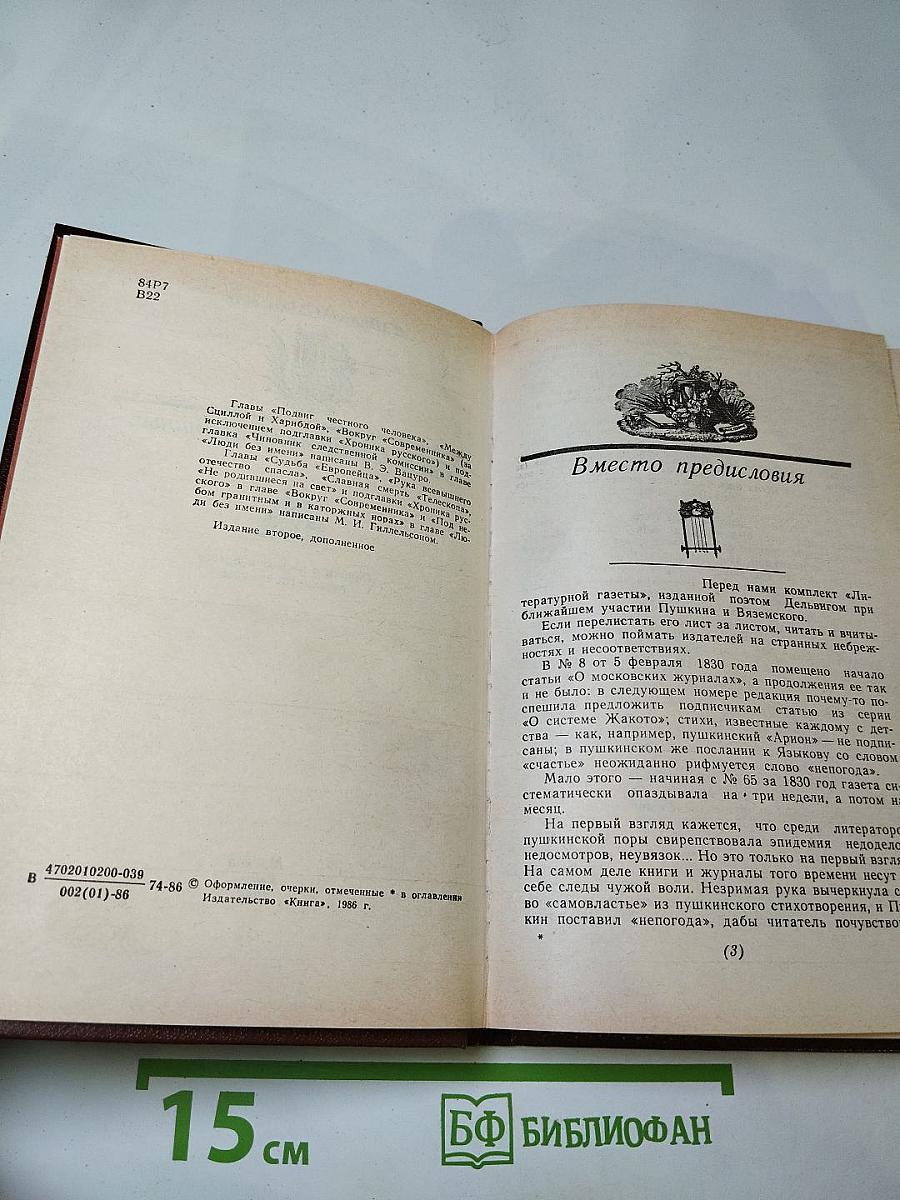 84Р7
В22
Главы «Подвиг честного человека», «Между
Сциллой и Харибдой», «Вокруг «Современника» (за
исключением подглавки «Хроника русского») и под-
главка «Чиновник следственной комиссии» в главе
«Люди без имени» написаны В. Э. Вацуро.
Главы «Судьба «Европейца», «Рука всевышнего
отечество спасла», «Славная смерть «Телескопа»,
«Не родившиеся на свет» и подглавки «Хроника рус-
ского» в главе «Вокруг «Современника» и «Под не-
бом гранитным и в каторжных норах» в главе «Лю-
ди без имени» написаны М. И. Гиллельсоном.
Издание второе, дополненное
В 4702010200-039
002(01)-86
74-86 © Оформление, очерки, отмеченные * в оглавлении
Издательство «Книга», 1986 г.
Вместо предисловия
Перед нами комплект «Ли-
тературной газеты», изданной поэтом Дельвигом при
ближайшем участии Пушкина и Вяземского.
Если перелистать его лист за листом, читать и вчиты-
ваться, можно поймать издателей на странных небреж-
ностях и несоответствиях.
В № 8 от 5 февраля 1830 года помещено начало
статьи «О московских журналах», а продолжения ее так
и не было: в следующем номере редакция почему-то по-
спешила предложить подписчикам статью из серии
«О системе Жакото»; стихи, известные каждому с дет-
ства — как, например, пушкинский «Арион» — не подпи-
саны; в пушкинском же послании к Языкову со словом
«счастье» неожиданно рифмуется слово «непогода».
Мало этого — начиная с № 65 за 1830 год газета си-
стематически опаздывала на три недели, а потом на
месяц.
На первый взгляд кажется, что среди литераторо
пушкинской поры свирепствовала эпидемия недодело
недосмотров, неувязок... Но это только на первый взгля
На самом деле книги и журналы того времени несут
себе следы чужой воли. Незримая рука вычеркнула с
во «самовластье» из пушкинского стихотворения, и П
кин поставил «непогода», дабы читатель почувствов
*
(3)
15 см
БФ БИБЛИОФАН